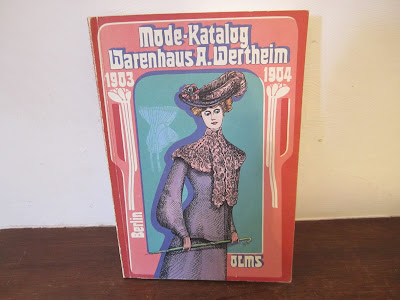 Mode-Katalog
Warenhaus A. Wertheim
1903 1904
Berlin
OLMS